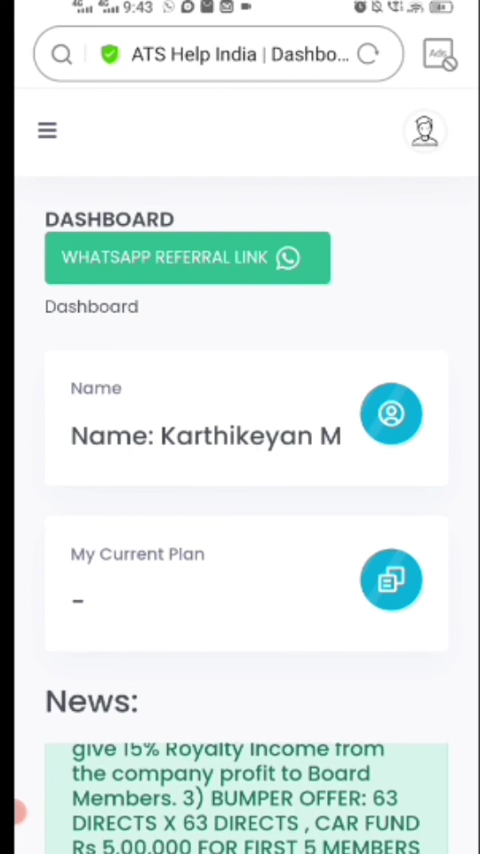 4G 4G 9:43
ATS Help India | Dashbo...
Ads
DASHBOARD
WHATSAPP REFERRAL LINK
Dashboard
Name
Name: Karthikeyan M
My Current Plan
-
News:
give 15% Royalty Income from
the company profit to Board
Members. 3) BUMPER OFFER: 63
DIRECTS X 63 DIRECTS , CAR FUND
Rs 5,00,000 FOR FIRST 5 MEMBERS